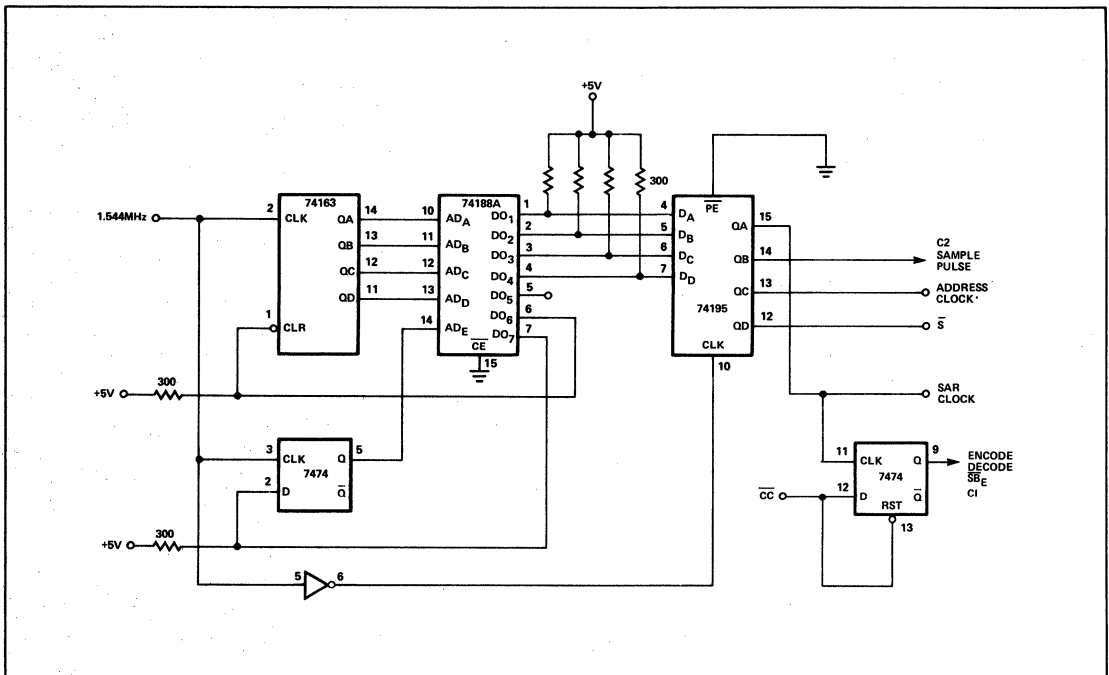 +5V
300
1.544MHz
74163
2 CLK QA 14
QB 13
QC 12
QD 11
1 CLR
74188A
10 ADA DO1 1
11 ADB DO2 2
12 ADC DO3 3
13 ADD DO4 4
DO5 5
14 ADE DO6 6
DO7 7
CE
15
PE
4 DA QA 15
5 DB QB 14
6 DC QC 13
7 DD QD 12
74195
CLK
10
C2
SAMPLE
PULSE
ADDRESS
CLOCK
S
SAR
CLOCK
+5V 300
3 CLK Q 5
7474
2 D Q
+5V 300
5 6
CC
11 CLK Q 9
7474
12 D Q
RST
13
ENCODE
DECODE
SBE
CI